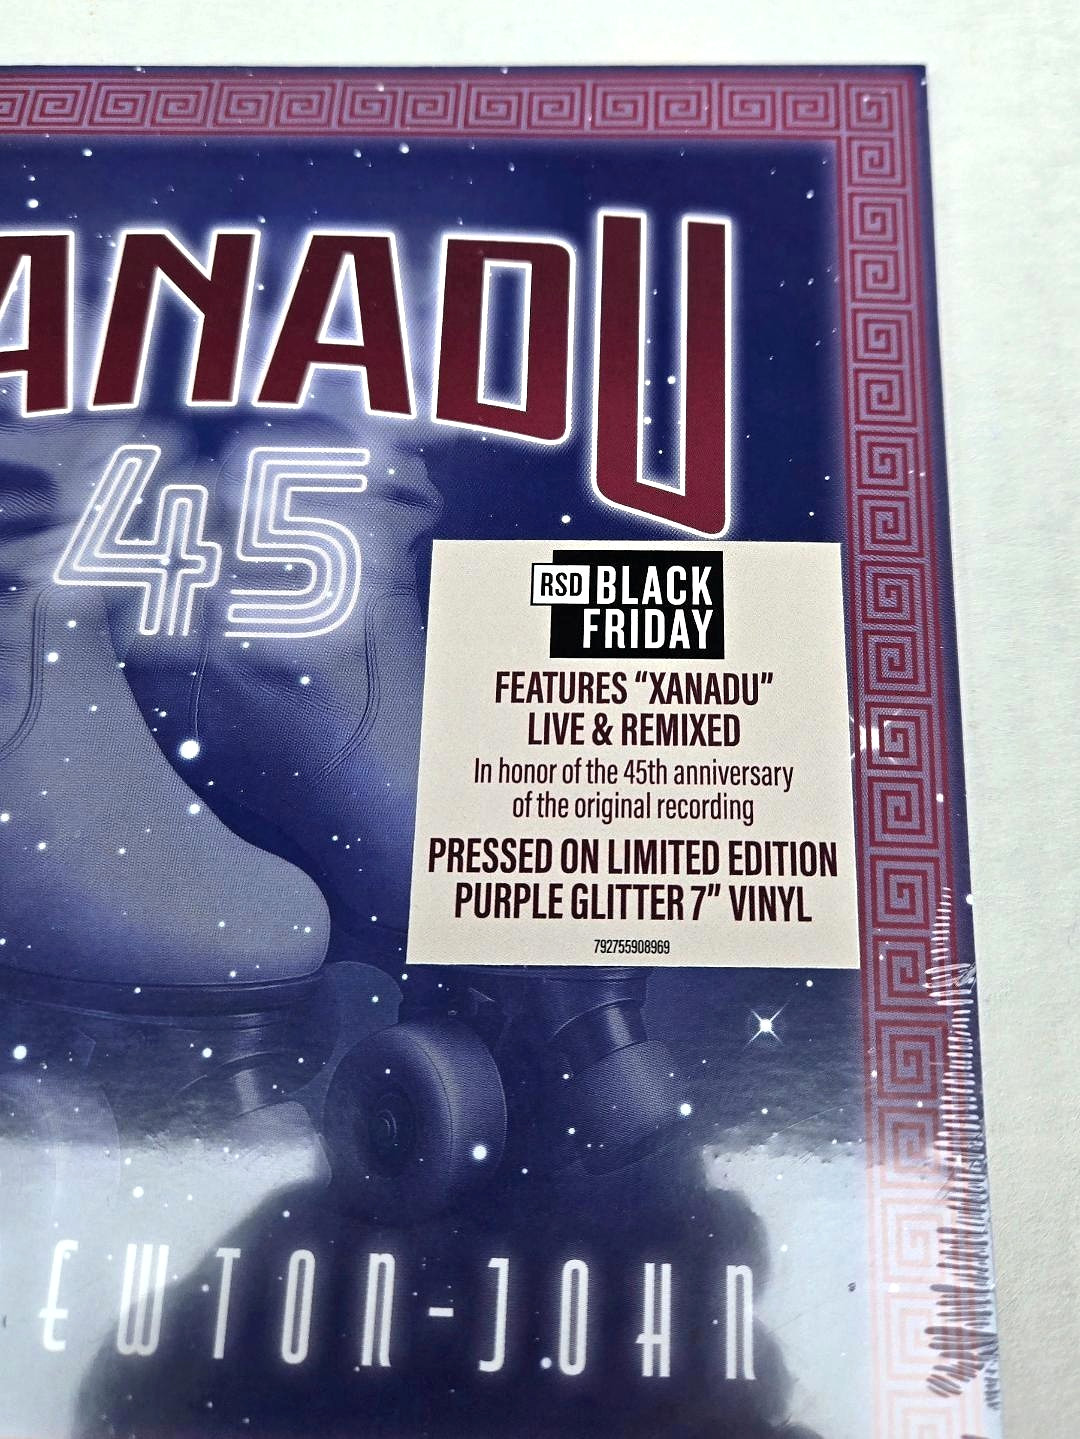 ANADU
45
RSD BLACK
FRIDAY
FEATURES “XANADU”
LIVE & REMIXED
In honor of the 45th anniversary
of the original recording
PRESSED ON LIMITED EDITION
PURPLE GLITTER 7” VINYL
792755908969
EWTON-JOHN